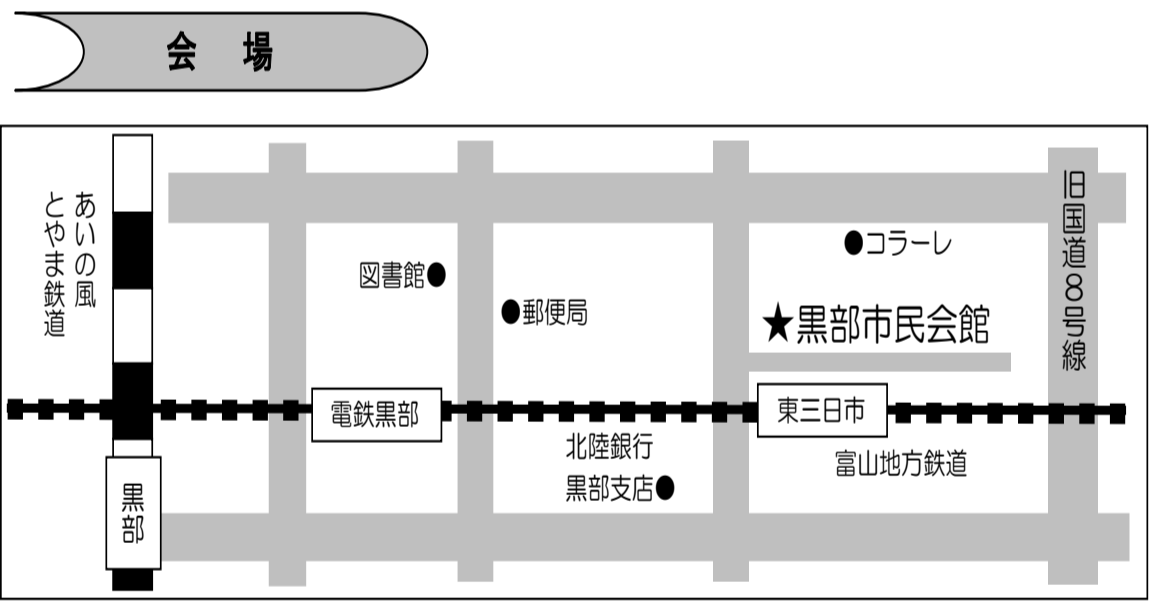 会 場
あいの風
とやま鉄道
図書館●
●郵便局
●コラーレ
★黒部市民会館
旧国道8号線
電鉄黒部
東三日市
北陸銀行
黒部支店●
富山地方鉄道
黒部